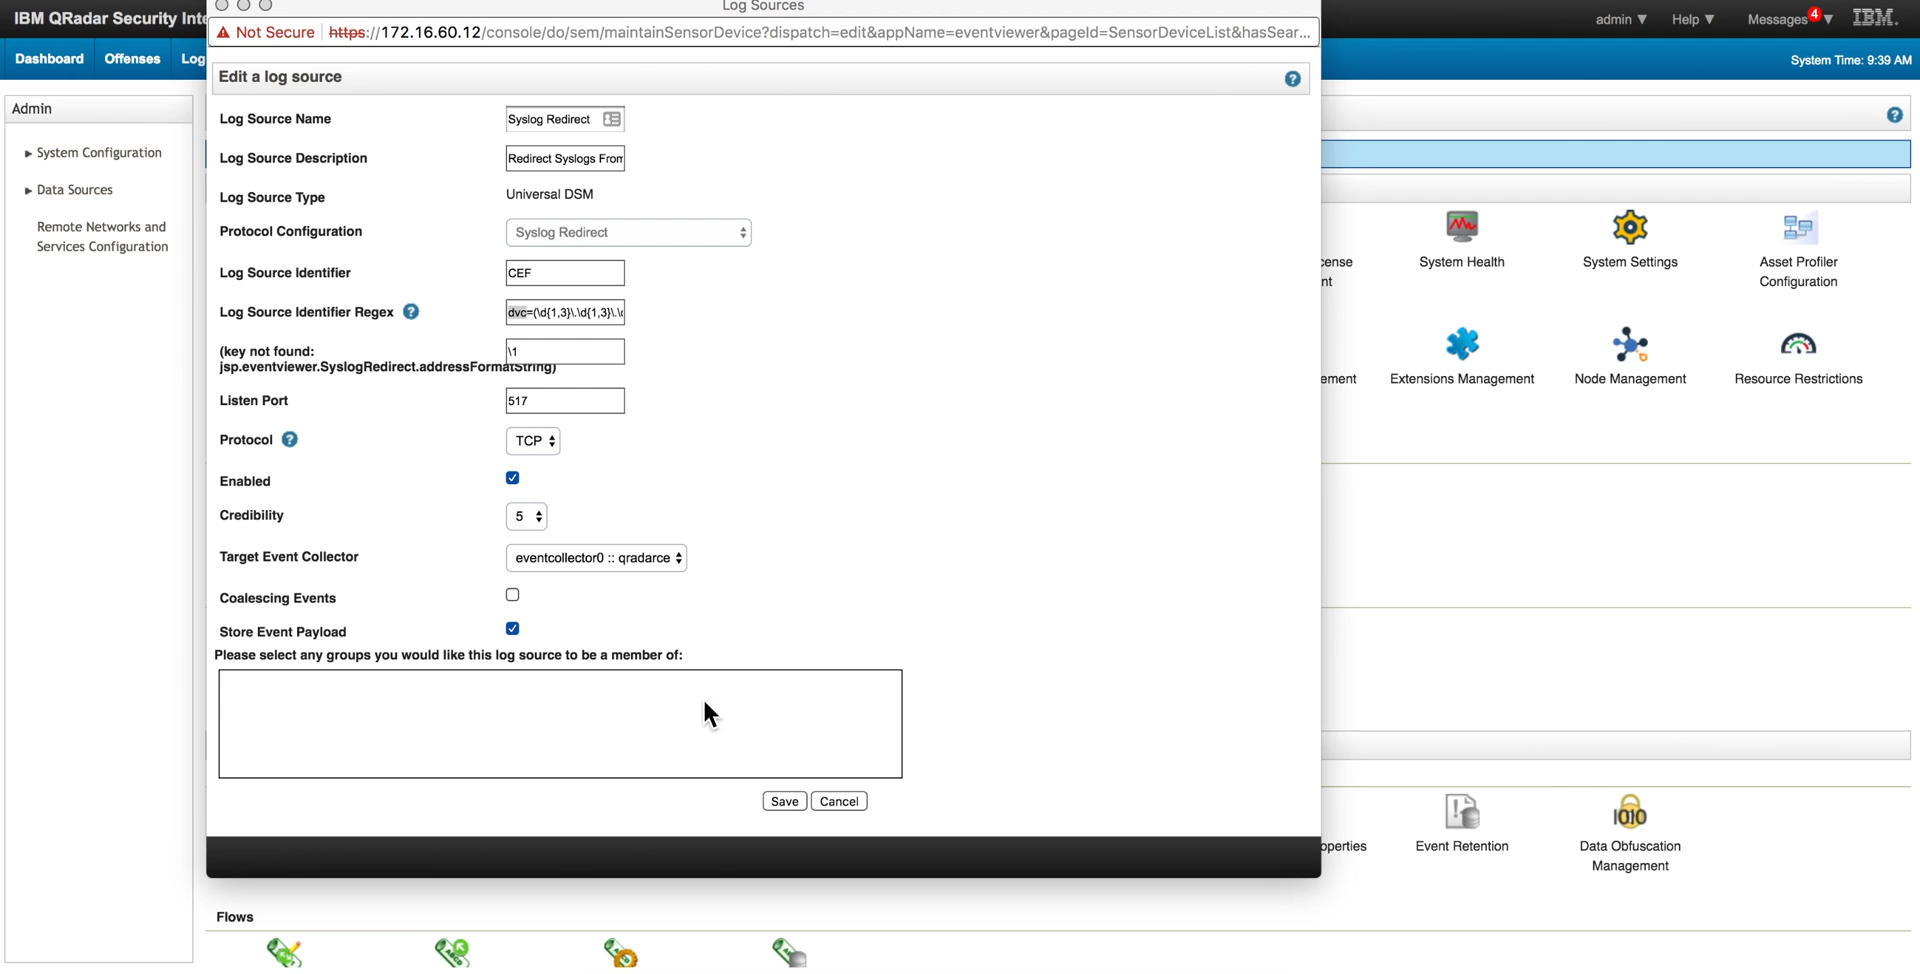 IBM QRadar Security Inte
admin ▼ Help ▼ Messages 4 ▼ IBM.
Dashboard Offenses Log
System Time: 9:39 AM
Log Sources
Not Secure https://172.16.60.12/console/do/sem/maintainSensorDevice?dispatch=edit&appName=eventviewer&pageId=SensorDeviceList&hasSear...
Admin
System Configuration
Data Sources
Remote Networks and
Services Configuration
Edit a log source
Log Source Name Syslog Redirect
Log Source Description Redirect Syslogs From
Log Source Type Universal DSM
Protocol Configuration Syslog Redirect
Log Source Identifier CEF
Log Source Identifier Regex dvc=(\d{1,3}\.\d{1,3}\.\d
(key not found: \1
jsp.eventviewer.SyslogRedirect.addressFormatString)
Listen Port 517
Protocol TCP
Enabled
Credibility 5
Target Event Collector eventcollector0 :: qradarce
Coalescing Events
Store Event Payload
Please select any groups you would like this log source to be a member of:
Save Cancel
cense
nt
System Health
System Settings
Asset Profiler
Configuration
ement
Extensions Management
Node Management
Resource Restrictions
operties
Event Retention
Data Obfuscation
Management
Flows